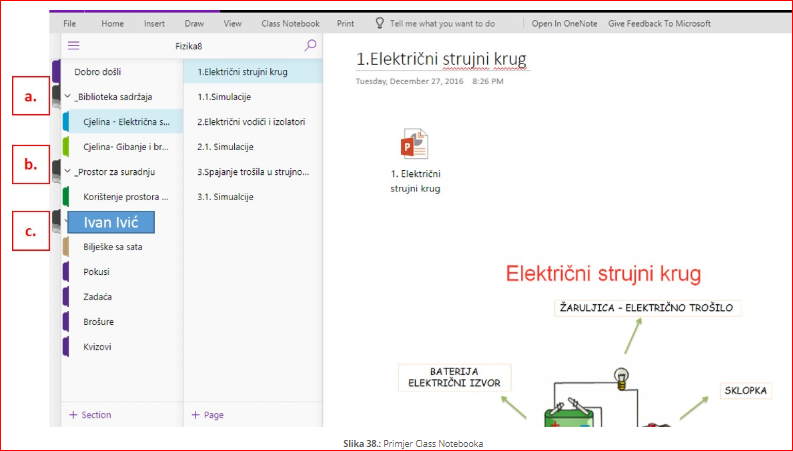 File Home Insert Draw View Class Notebook Print Tell me what you want to do Open In OneNote Give Feedback To Microsoft
Fizika8
Dobro došli
a.
_Biblioteka sadržaja
Cjelina - Električna s...
Cjelina- Gibanje i br...
b.
_Prostor za suradnju
Korištenje prostora ...
c.
Ivan Ivić
Bilješke sa sata
Pokusi
Zadaća
Brošure
Kvizovi
+ Section
1.Električni strujni krug
1.1.Simulacije
2.Električni vodiči i izolatori
2.1. Simulacije
3.Spajanje trošila u strujno...
3.1. Simualcije
+ Page
1.Električni strujni krug
Tuesday, December 27, 2016 8:26 PM
P
1. Električni
strujni krug
Električni strujni krug
ŽARULJICA – ELEKTRIČNO TROŠILO
BATERIJA
ELEKTRIČNI IZVOR
SKLOPKA
Slika 38.: Primjer Class Notebooka